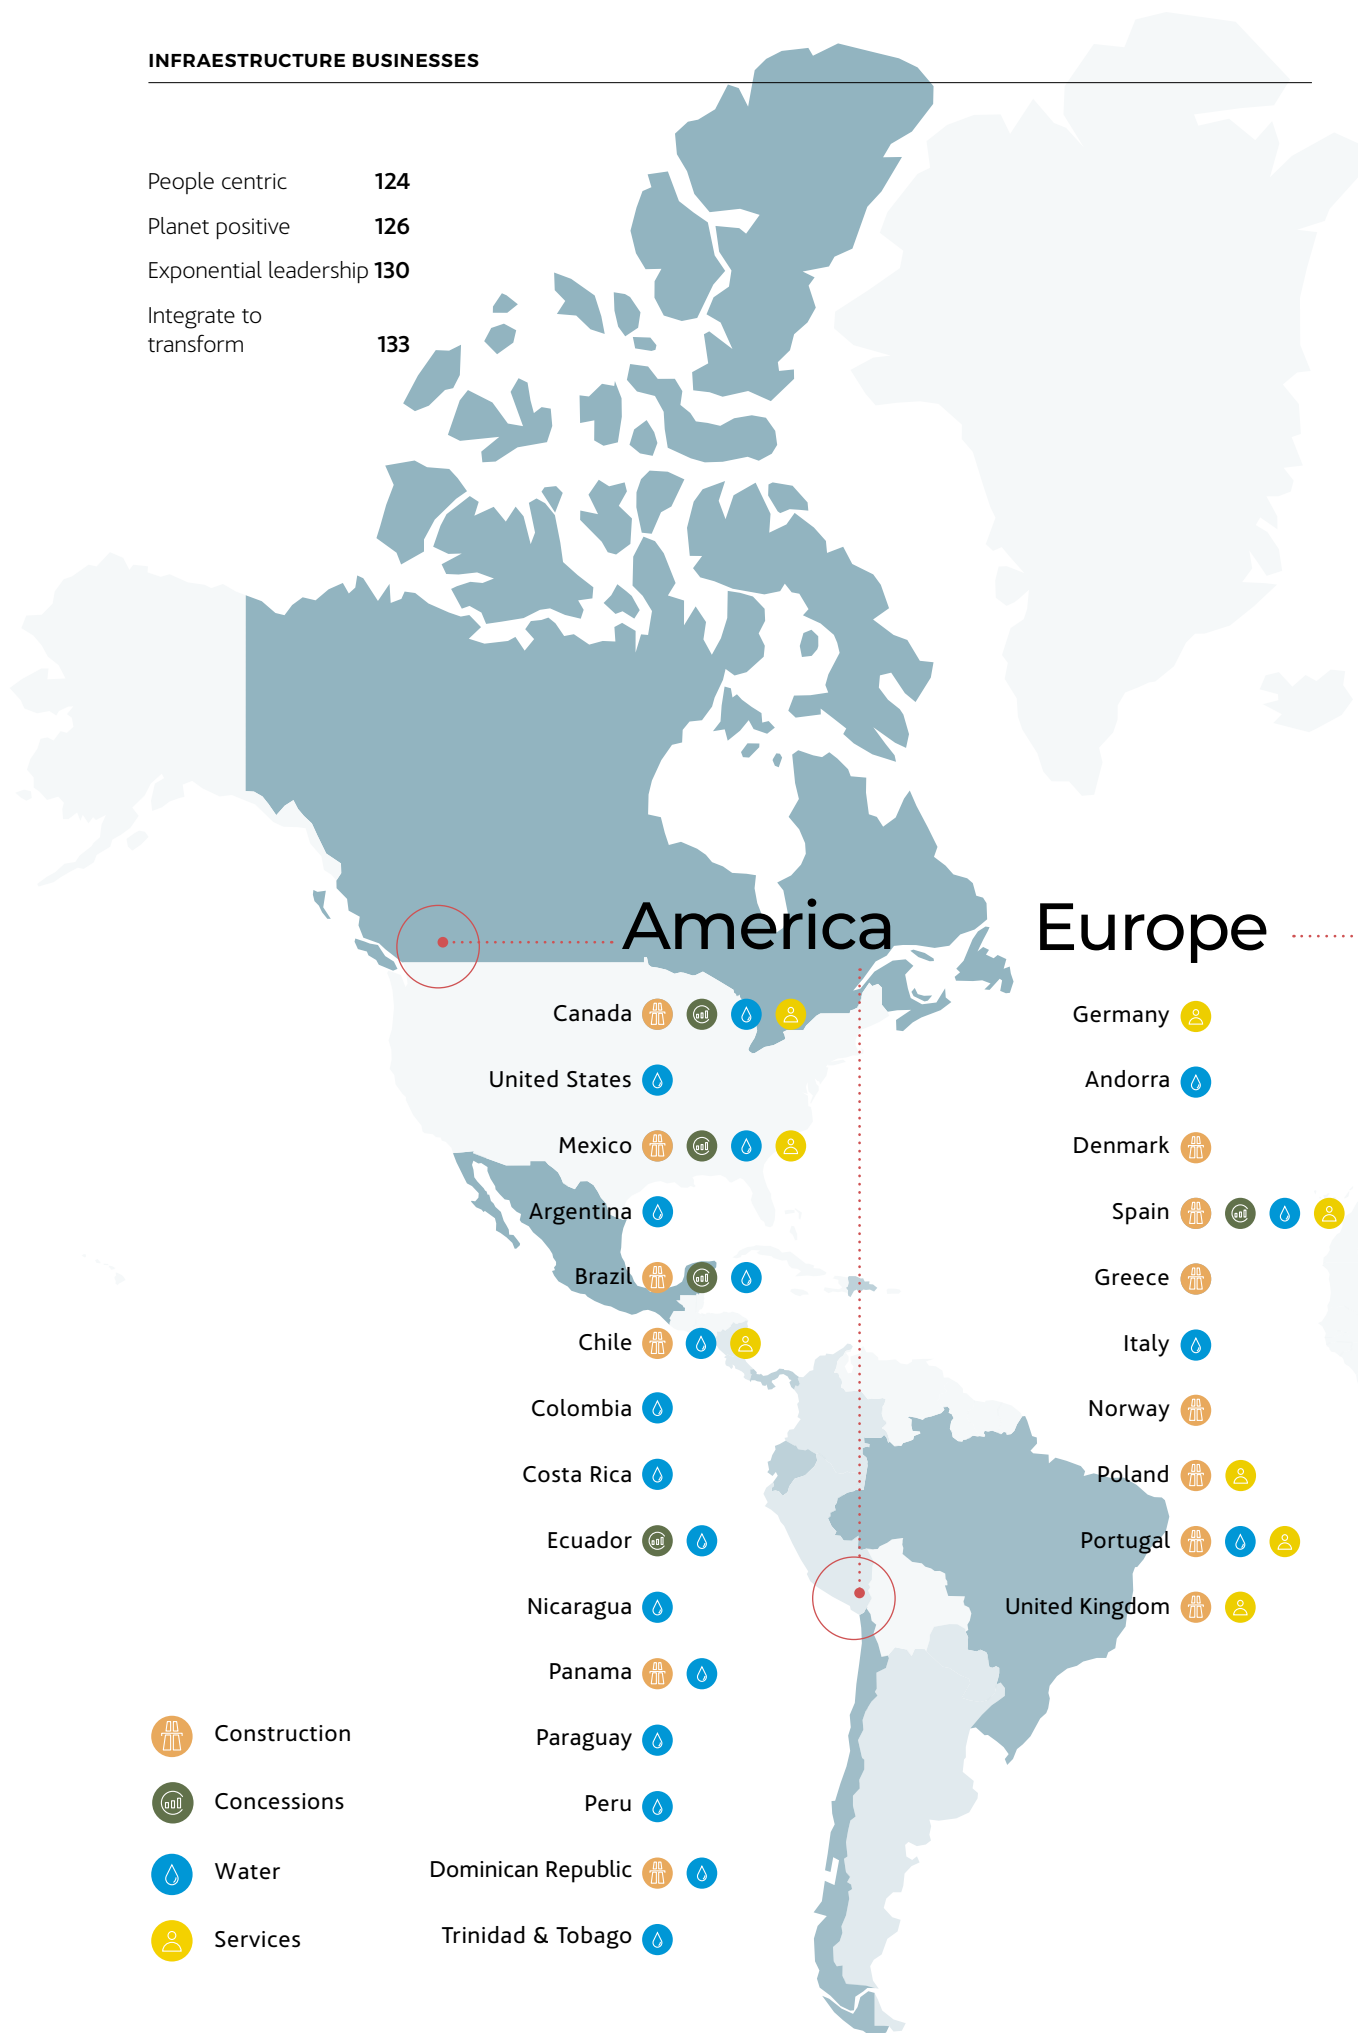 INFRAESTRUCTURE BUSINESSES
People centric 124
Planet positive 126
Exponential leadership 130
Integrate to
transform 133
America
Canada
United States
Mexico
Argentina
Brazil
Chile
Colombia
Costa Rica
Ecuador
Nicaragua
Panama
Paraguay
Peru
Dominican Republic
Trinidad & Tobago
Europe
Germany
Andorra
Denmark
Spain
Greece
Italy
Norway
Poland
Portugal
United Kingdom
Construction
Concessions
Water
Services